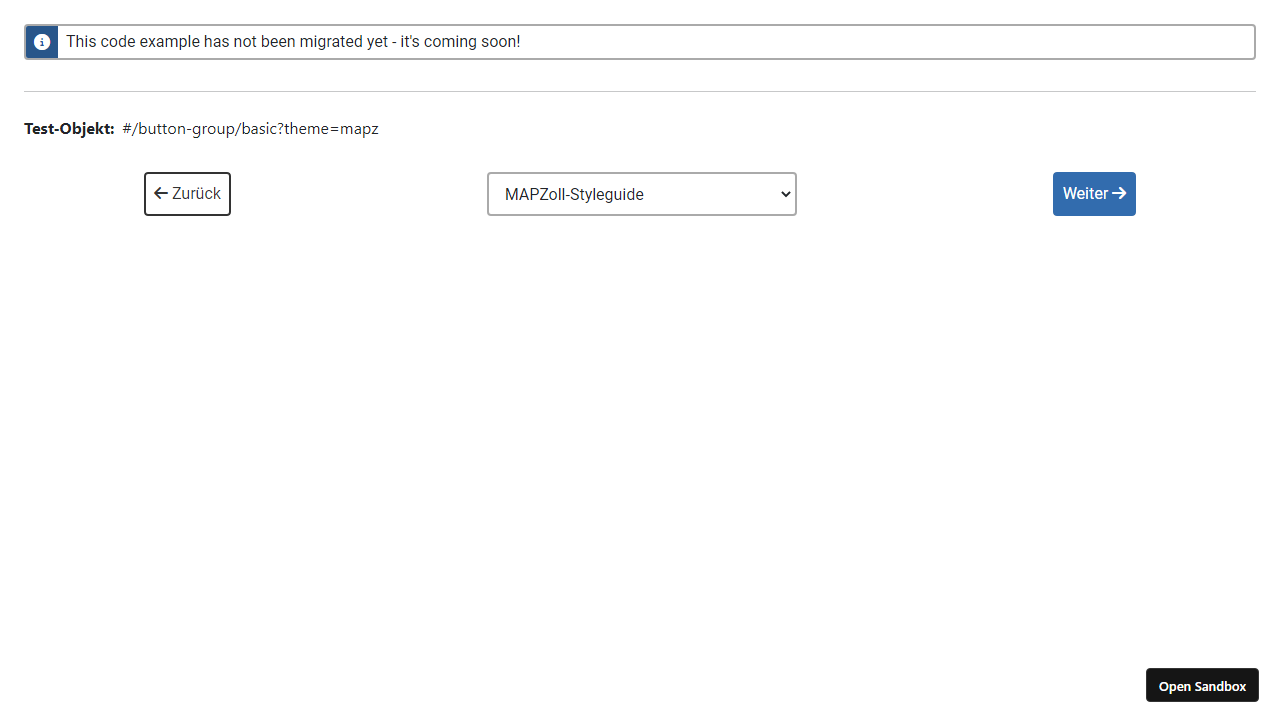 This code example has not been migrated yet - it's coming soon!
Test-Objekt: #/button-group/basic?theme=mapz
Zurück
MAPZoll-Styleguide
Weiter
Open Sandbox